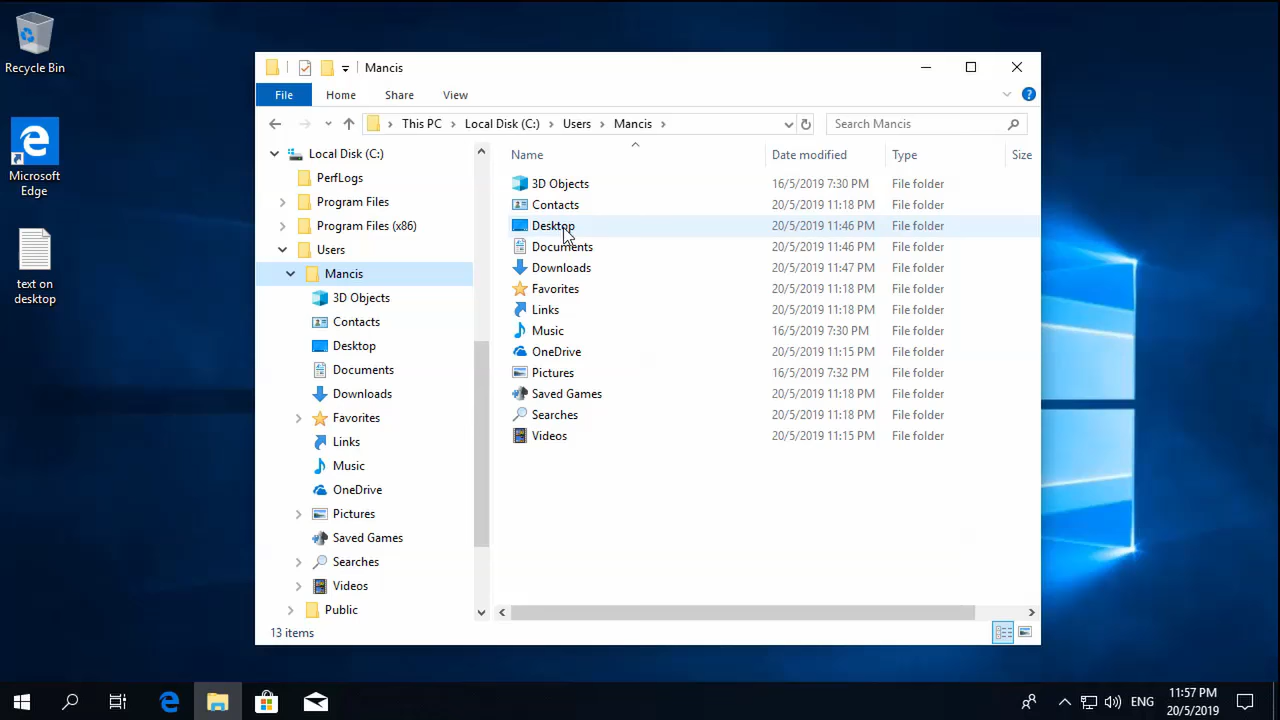 Recycle Bin
Microsoft
Edge
text on
desktop
Mancis
File Home Share View
This PC Local Disk (C:) Users Mancis
Search Mancis
Local Disk (C:)
PerfLogs
Program Files
Program Files (x86)
Users
Mancis
3D Objects
Contacts
Desktop
Documents
Downloads
Favorites
Links
Music
OneDrive
Pictures
Saved Games
Searches
Videos
Public
Name Date modified Type Size
3D Objects 16/5/2019 7:30 PM File folder
Contacts 20/5/2019 11:18 PM File folder
Desktop 20/5/2019 11:46 PM File folder
Documents 20/5/2019 11:46 PM File folder
Downloads 20/5/2019 11:47 PM File folder
Favorites 20/5/2019 11:18 PM File folder
Links 20/5/2019 11:18 PM File folder
Music 16/5/2019 7:30 PM File folder
OneDrive 20/5/2019 11:15 PM File folder
Pictures 16/5/2019 7:32 PM File folder
Saved Games 20/5/2019 11:18 PM File folder
Searches 20/5/2019 11:18 PM File folder
Videos 20/5/2019 11:15 PM File folder
13 items
ENG
11:57 PM
20/5/2019